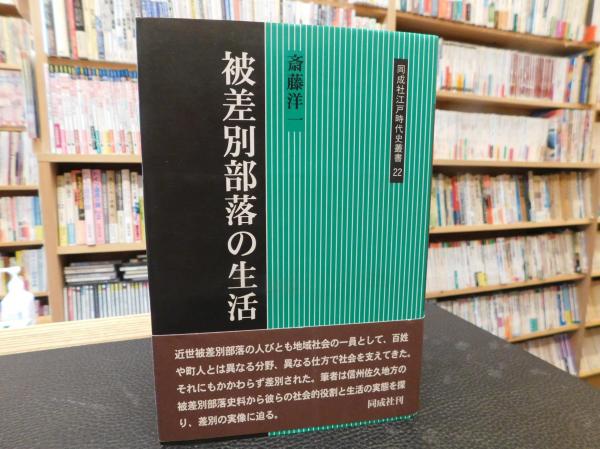 被差別部落の生活
斎藤洋一
同成社江戸時代史叢書 22
近世被差別部落の人びとも地域社会の一員として、百姓
や町人とは異なる分野、異なる仕方で社会を支えてきた。
それにもかかわらず差別された。筆者は信州佐久地方の
被差別部落史料から彼らの社会的役割と生活の実態を探
り、差別の実像に迫る。
同成社刊